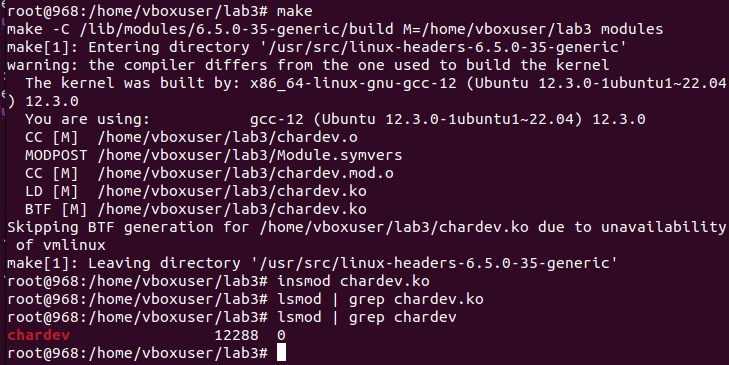 root@968:/home/vboxuser/lab3# make
make -C /lib/modules/6.5.0-35-generic/build M=/home/vboxuser/lab3 modules
make[1]: Entering directory '/usr/src/linux-headers-6.5.0-35-generic'
warning: the compiler differs from the one used to build the kernel
  The kernel was built by: x86_64-linux-gnu-gcc-12 (Ubuntu 12.3.0-1ubuntu1~22.04
) 12.3.0
  You are using:           gcc-12 (Ubuntu 12.3.0-1ubuntu1~22.04) 12.3.0
  CC [M]  /home/vboxuser/lab3/chardev.o
  MODPOST /home/vboxuser/lab3/Module.symvers
  CC [M]  /home/vboxuser/lab3/chardev.mod.o
  LD [M]  /home/vboxuser/lab3/chardev.ko
  BTF [M] /home/vboxuser/lab3/chardev.ko
Skipping BTF generation for /home/vboxuser/lab3/chardev.ko due to unavailability
 of vmlinux
make[1]: Leaving directory '/usr/src/linux-headers-6.5.0-35-generic'
root@968:/home/vboxuser/lab3# insmod chardev.ko
root@968:/home/vboxuser/lab3# lsmod | grep chardev.ko
root@968:/home/vboxuser/lab3# lsmod | grep chardev
chardev                12288  0
root@968:/home/vboxuser/lab3#